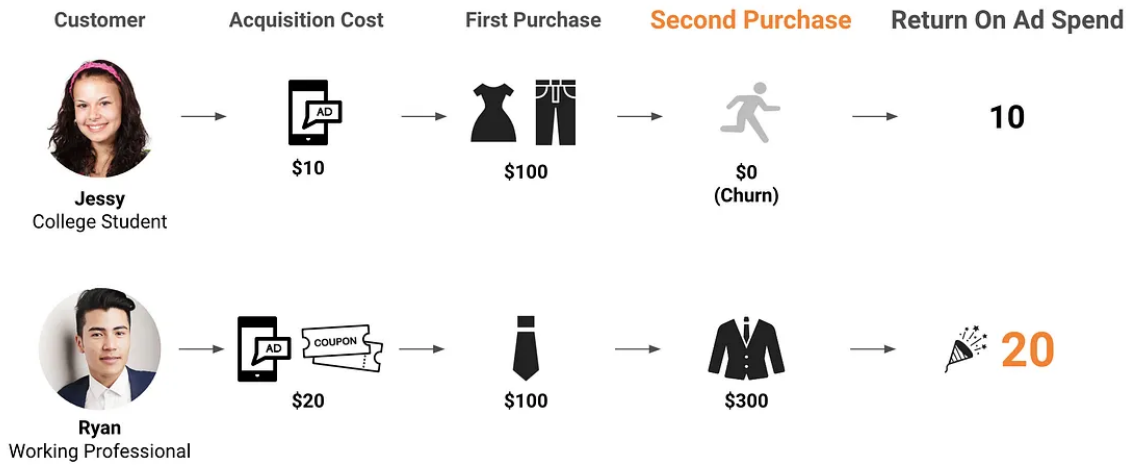 Customer
Acquisition Cost
First Purchase
Second Purchase
Return On Ad Spend
AD
$10
$100
$0
(Churn)
10
Jessy
College Student
AD
COUPON
$20
$100
$300
20
Ryan
Working Professional